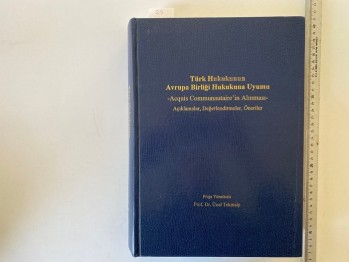 Türk Hukukunun
Avrupa Birliği Hukukuna Uyumu
-Acquis Communautaire'in Alınması-
Açıklamalar, Değerlendirmeler, Öneriler
Proje Yöneticisi
Prof. Dr. Ünal Tekinalp